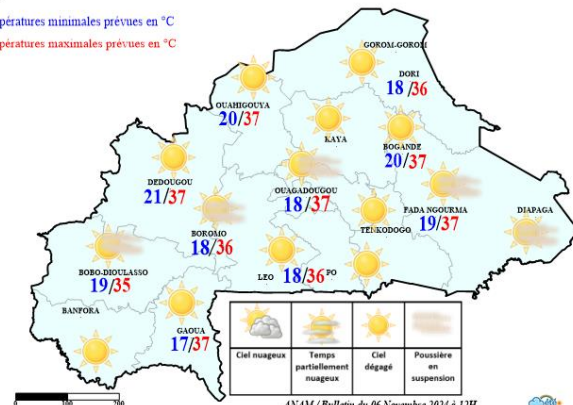 pératures minimales prévues en °C
pératures maximales prévues en °C
GOROM-GOROM
DORI
18/36
OUAHIGOUYA
20/37
KAYA
BOGANDE
20/37
DEDOUGOU
21/37
OUAGADOUGOU
18/37
FADA NGOURMA
19/37
DIAPAGA
BOROMO
18/36
TENKODOGO
BOBO-DIOULASSO
19/35
LEO
18/36
PO
BANFORA
GAOUA
17/37
Ciel nuageux
Temps partiellement nuageux
Ciel dégagé
Poussière en suspension
0 100 200
ANAM / Bulletin du 06 Novembre 2024 à 12H